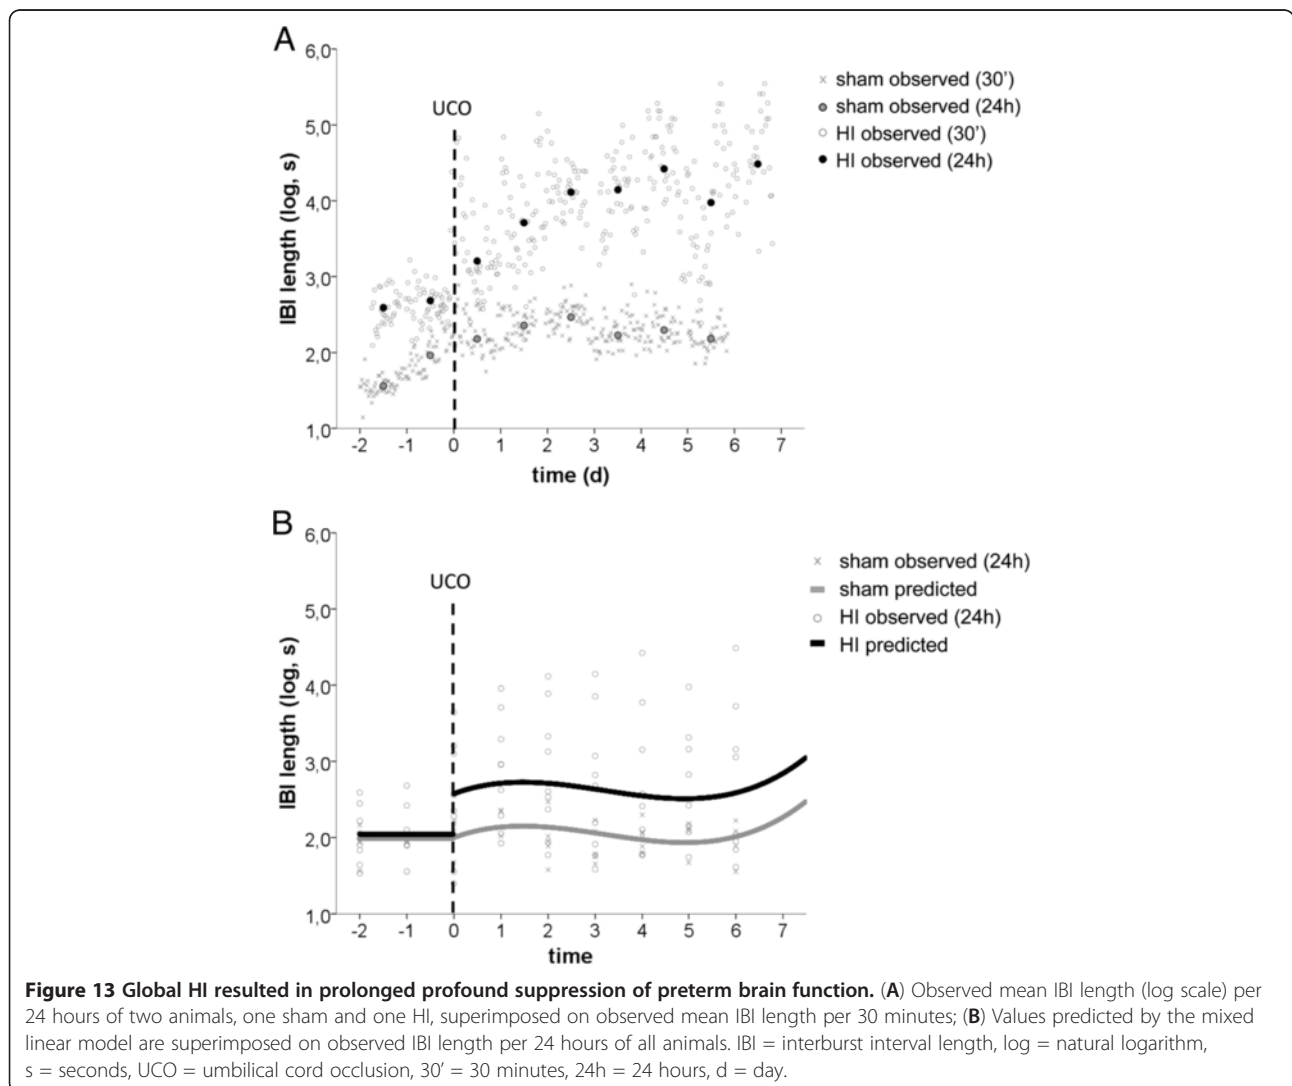 A
6,0
5,0
4,0
3,0
2,0
1,0
IBI length (log, s)
UCO
-2 -1 0 1 2 3 4 5 6 7
time (d)
sham observed (30')
sham observed (24h)
HI observed (30')
HI observed (24h)
B
6,0
5,0
4,0
3,0
2,0
1,0
IBI length (log, s)
UCO
-2 -1 0 1 2 3 4 5 6 7
time
sham observed (24h)
sham predicted
HI observed (24h)
HI predicted
Figure 13 Global HI resulted in prolonged profound suppression of preterm brain function. (A) Observed mean IBI length (log scale) per
24 hours of two animals, one sham and one HI, superimposed on observed mean IBI length per 30 minutes; (B) Values predicted by the mixed
linear model are superimposed on observed IBI length per 24 hours of all animals. IBI = interburst interval length, log = natural logarithm,
s = seconds, UCO = umbilical cord occlusion, 30′ = 30 minutes, 24h = 24 hours, d = day.